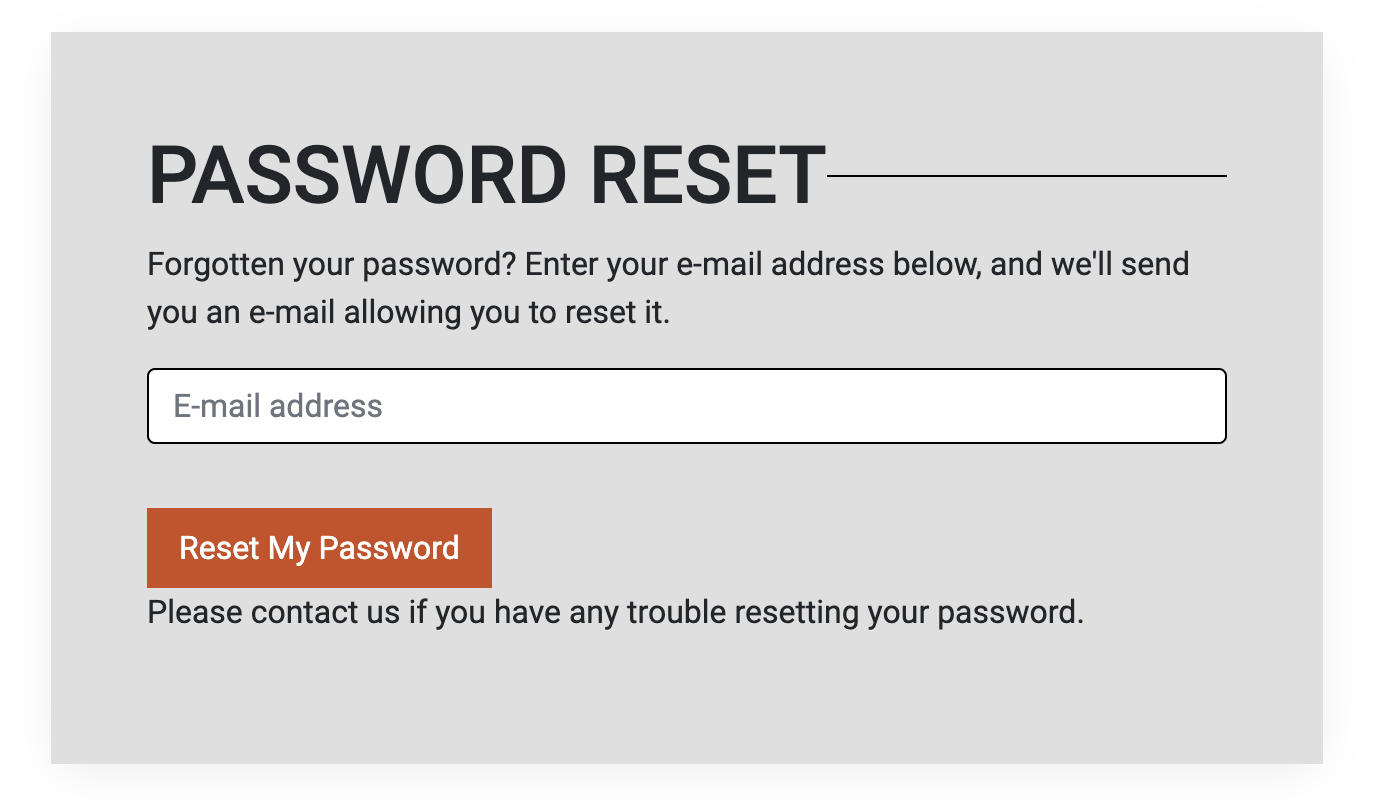 PASSWORD RESET
Forgotten your password? Enter your e-mail address below, and we'll send
you an e-mail allowing you to reset it.
E-mail address
Reset My Password
Please contact us if you have any trouble resetting your password.